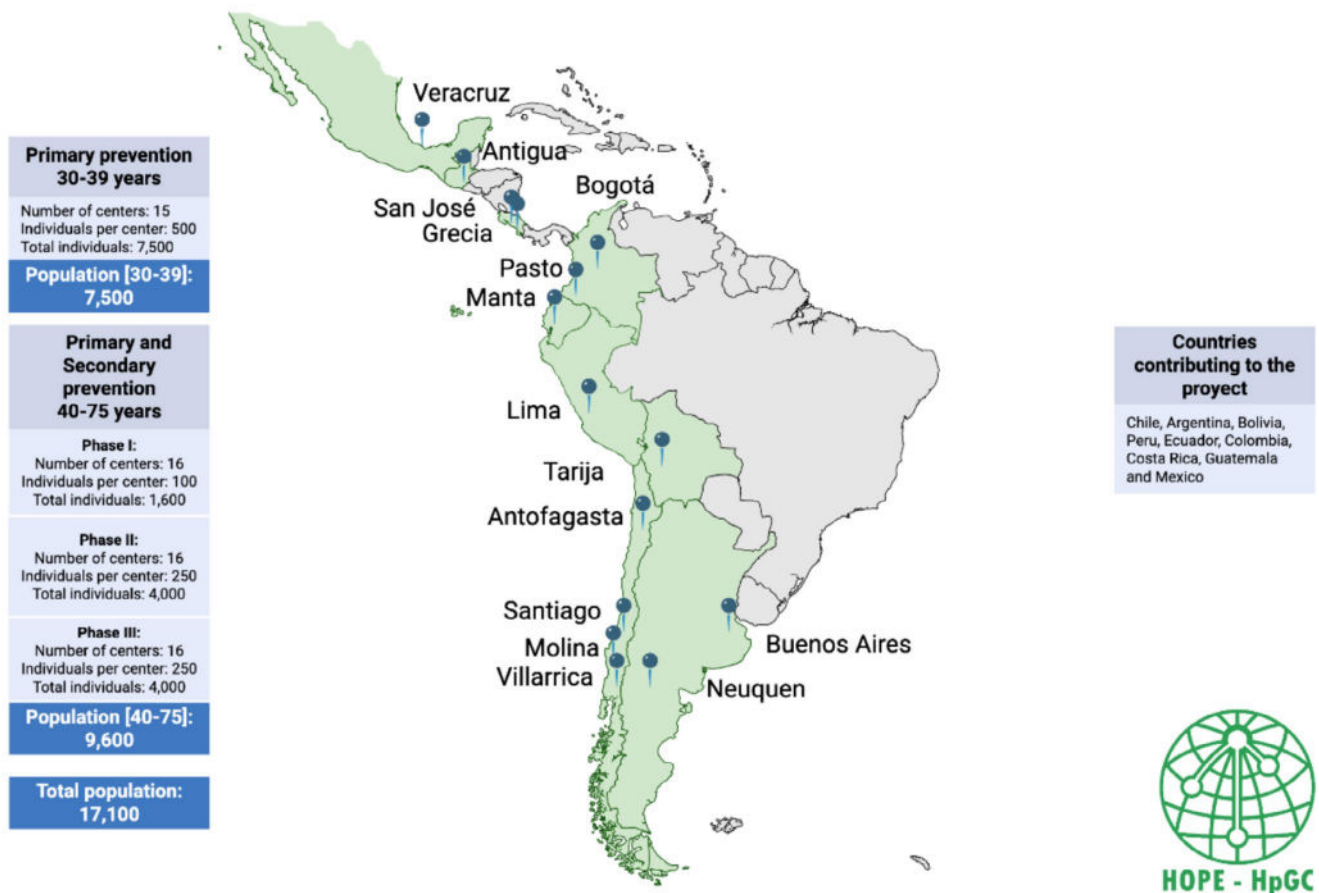 Primary prevention
30-39 years
Number of centers: 15
Individuals per center: 500
Total individuals: 7,500
Population [30-39]:
7,500
Primary and
Secondary
prevention
40-75 years
Phase I:
Number of centers: 16
Individuals per center: 100
Total individuals: 1,600
Phase II:
Number of centers: 16
Individuals per center: 250
Total individuals: 4,000
Phase III:
Number of centers: 16
Individuals per center: 250
Total individuals: 4,000
Population [40-75]:
9,600
Total population:
17,100
Veracruz
Antigua
San José
Grecia
Bogotá
Pasto
Manta
Lima
Tarija
Antofagasta
Santiago
Molina
Villarrica
Buenos Aires
Neuquen
Countries
contributing to the
proyect
Chile, Argentina, Bolivia,
Peru, Ecuador, Colombia,
Costa Rica, Guatemala
and Mexico
HOPE - HpGC